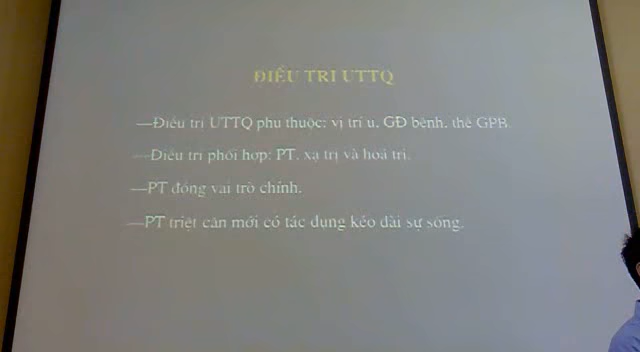 ĐIỀU TRỊ UTTQ
—Điều trị UTTQ phụ thuộc: vị trí u, GĐ bệnh, thể GPB.
—Điều trị phối hợp: PT, xạ trị và hoá trị.
—PT đóng vai trò chính.
—PT triệt căn mới có tác dụng kéo dài sự sống.